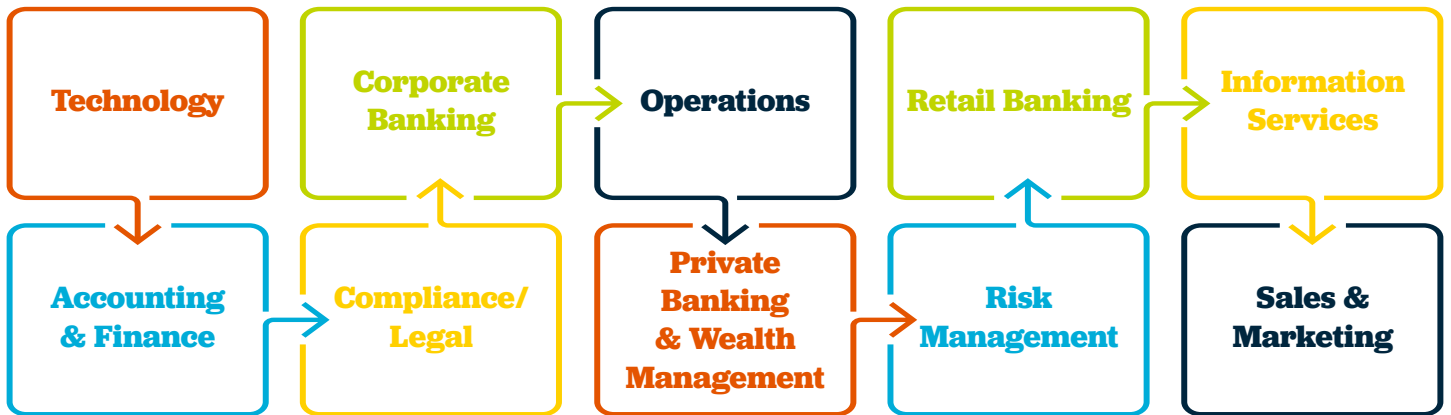 Technology
Accounting
& Finance
Compliance/
Legal
Corporate
Banking
Operations
Private
Banking
& Wealth
Management
Risk
Management
Retail Banking
Information
Services
Sales &
Marketing